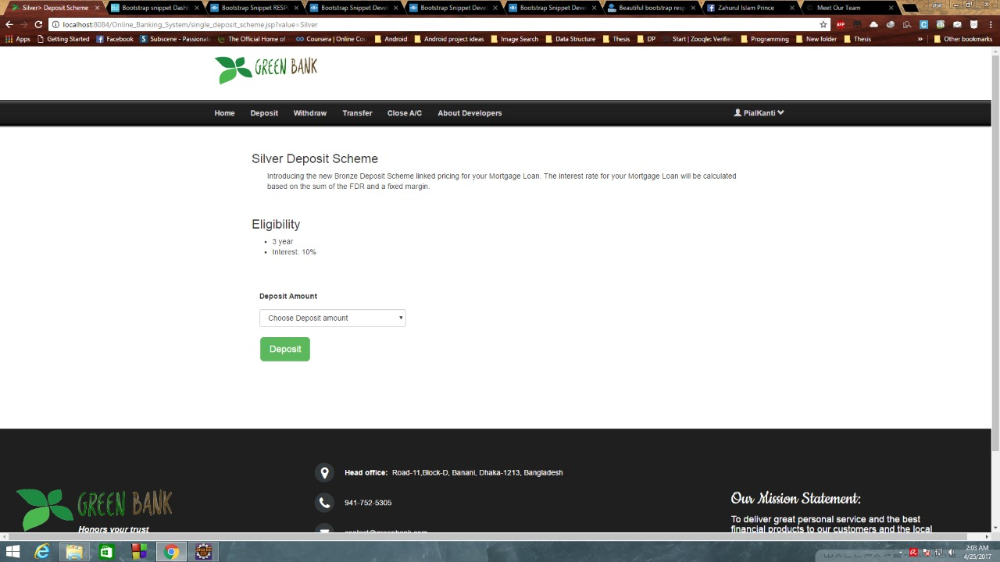 Silver> Deposit Scheme
Bootstrap snippet Dash
Bootstrap Snippet RESP
Bootstrap Snippet Devel
Bootstrap Snippet Devel
Bootstrap Snippet Devel
Beautiful bootstrap resp
Zahurul Islam Prince
Meet Our Team
localhost:8084/Online_Banking_System/single_deposit_scheme.jsp?value=Silver
Apps Getting Started Facebook Subscene - Passionat The Official Home of Coursera | Online Cou Android Android project ideas Image Search Data Structure Thesis DP Start | Zooqle: Verified Programming New folder Thesis » Other bookmarks
GREEN BANK
Home Deposit Withdraw Transfer Close A/C About Developers PialKanti
Silver Deposit Scheme
Introducing the new Bronze Deposit Scheme linked pricing for your Mortgage Loan. The interest rate for your Mortgage Loan will be calculated
based on the sum of the FDR and a fixed margin.
Eligibility
• 3 year
• Interest: 10%
Deposit Amount
Choose Deposit amount
Deposit
Head office: Road-11,Block-D, Banani, Dhaka-1213, Bangladesh
GREEN BANK
Honors your trust
941-752-5305
contact@greenbank.com
Our Mission Statement:
To deliver great personal service and the best
financial products to our customers and the local
2:03 AM
4/25/2017